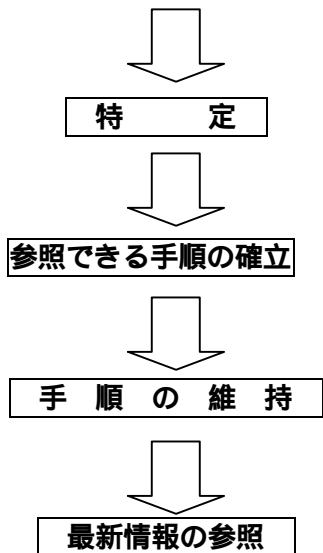 特 定
参照できる手順の確立
手 順 の 維 持
最新情報の参照